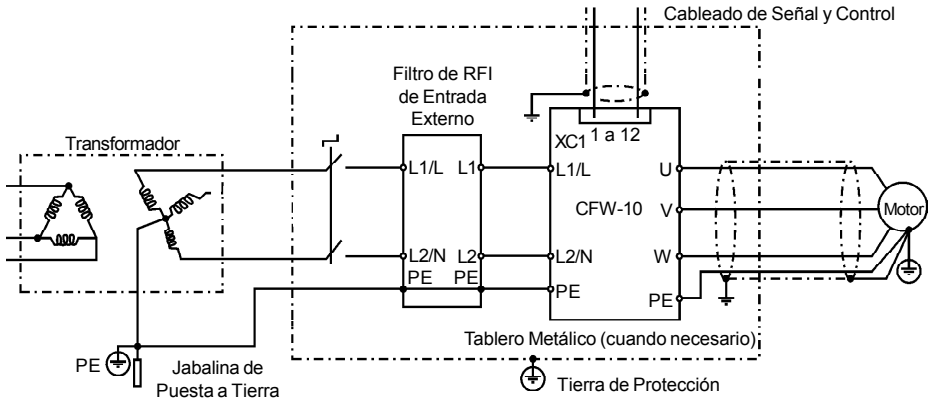 Cableado de Señal y Control
Filtro de RFI
de Entrada
Externo
Transformador
XC1 1 a 12
L1/L L1 L1/L U
CFW-10
V
Motor
L2/N L2 L2/N W
PE PE PE PE
Tablero Metálico (cuando necesario)
PE
Jabalina de
Puesta a Tierra
Tierra de Protección